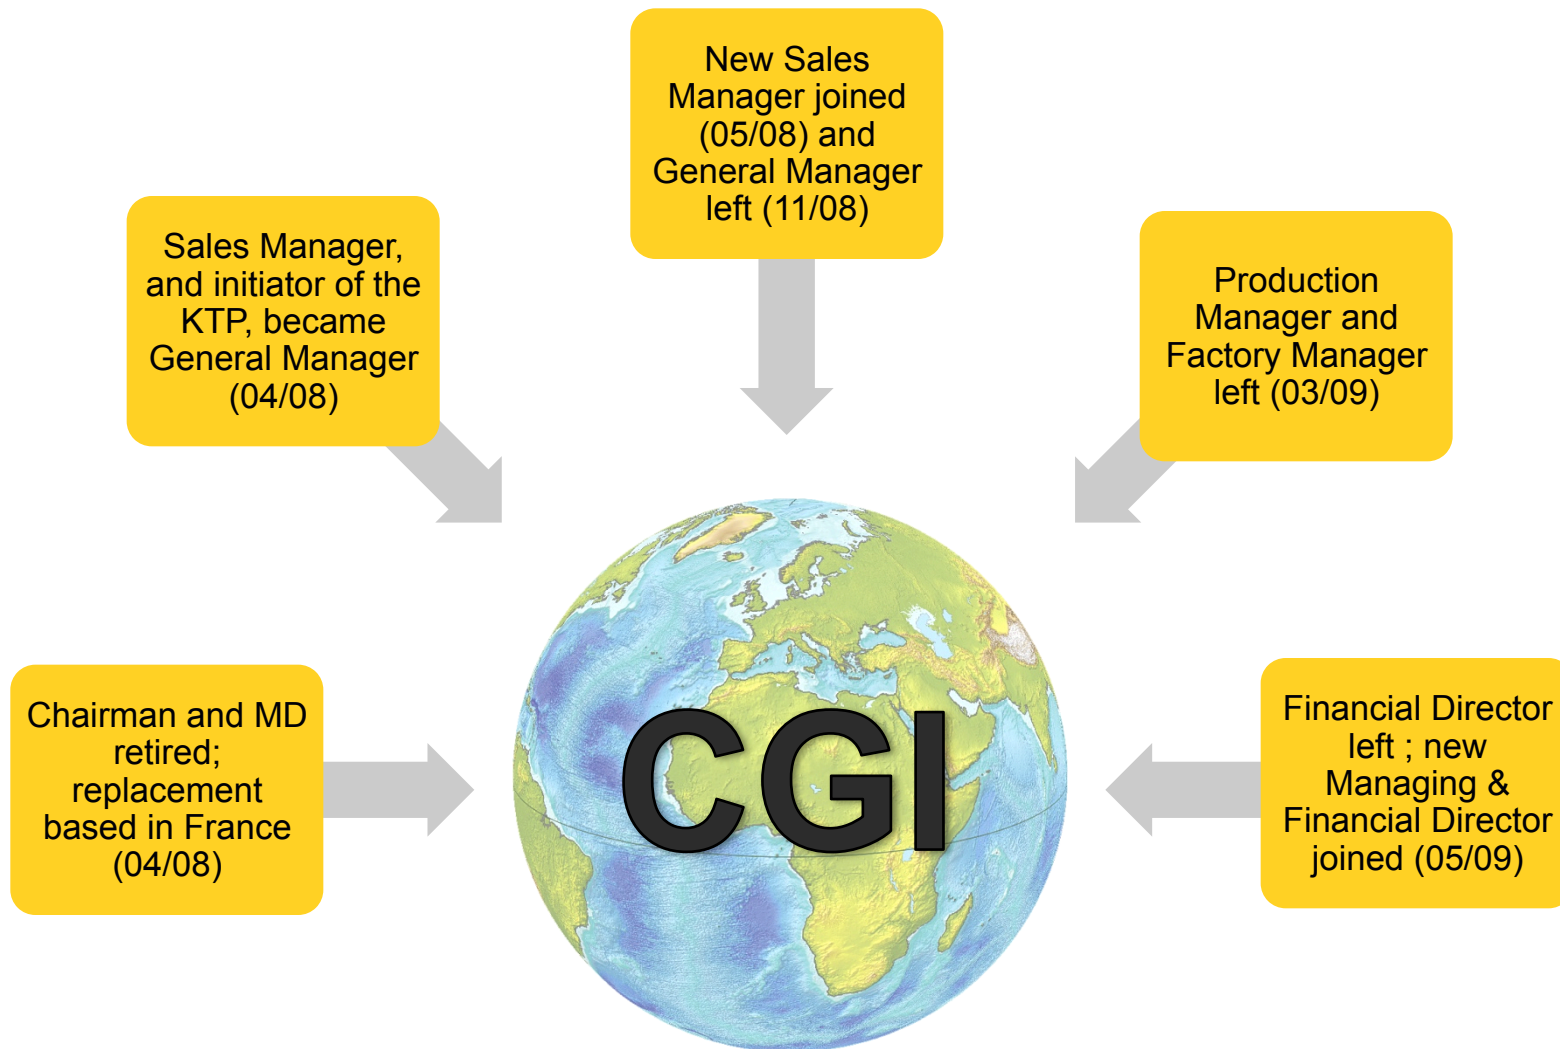 New Sales
Manager joined
(05/08) and
General Manager
left (11/08)
Sales Manager,
and initiator of the
KTP, became
General Manager
(04/08)
Production
Manager and
Factory Manager
left (03/09)
Chairman and MD
retired;
replacement
based in France
(04/08)
CGI
Financial Director
left ; new
Managing &
Financial Director
joined (05/09)